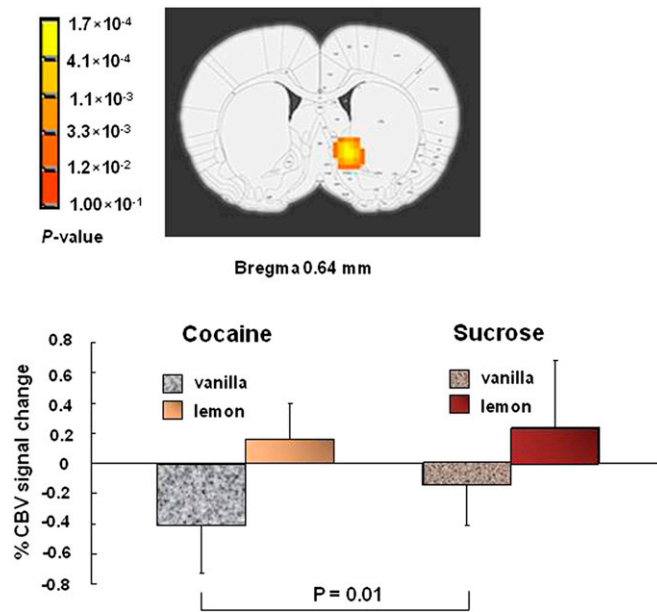 1.7×10⁻⁴
4.1×10⁻⁴
1.1×10⁻³
3.3×10⁻³
1.2×10⁻²
1.00×10⁻¹
P-value
Bregma 0.64 mm
Cocaine
vanilla
lemon
Sucrose
vanilla
lemon
% CBV signal change
0.8
0.6
0.4
0.2
0
-0.2
-0.4
-0.6
-0.8
P = 0.01